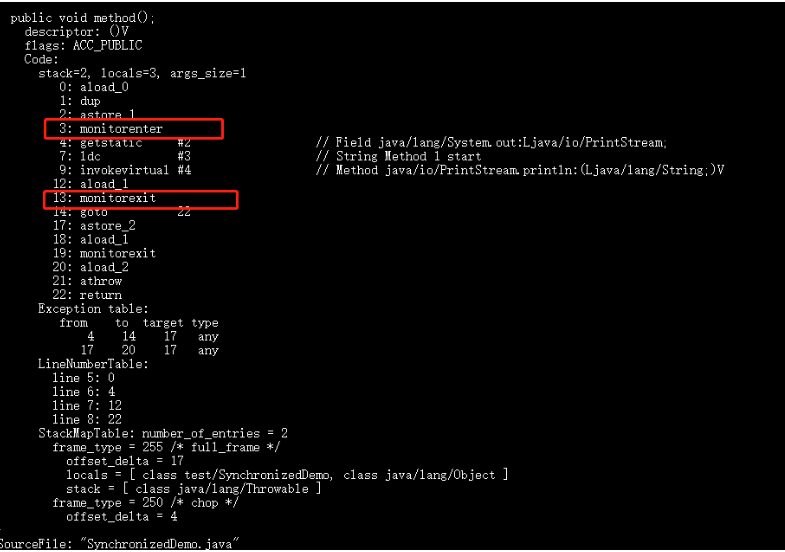 public void method();
descriptor: ()V
flags: ACC_PUBLIC
Code:
stack=2, locals=3, args_size=1
0: aload_0
1: dup
2: astore_1
3: monitorenter
4: getstatic #2 // Field java/lang/System.out:Ljava/io/PrintStream;
7: ldc #3 // String Method 1 start
9: invokevirtual #4 // Method java/io/PrintStream.println:(Ljava/lang/String;)V
12: aload_1
13: monitorexit
14: goto 22
17: astore_2
18: aload_1
19: monitorexit
20: aload_2
21: athrow
22: return
Exception table:
from to target type
4 14 17 any
17 20 17 any
LineNumberTable:
line 5: 0
line 6: 4
line 7: 12
line 8: 22
StackMapTable: number_of_entries = 2
frame_type = 255 /* full_frame */
offset_delta = 17
locals = [ class test/SynchronizedDemo, class java/lang/Object ]
stack = [ class java/lang/Throwable ]
frame_type = 250 /* chop */
offset_delta = 4
SourceFile: "SynchronizedDemo.java"